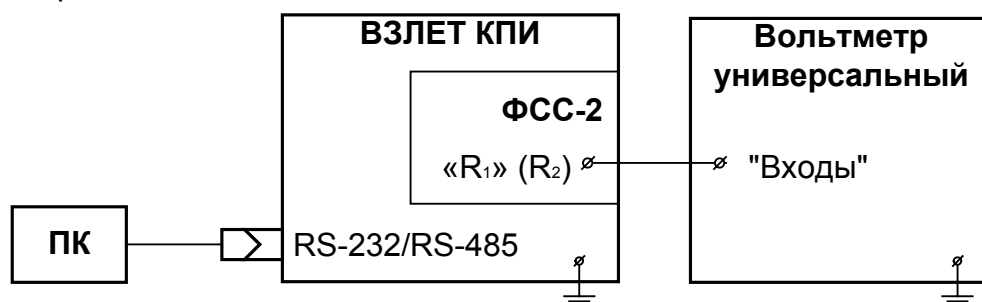 ВЗЛЕТ КПИ
ФСС-2
«R₁» (R₂)
RS-232/RS-485
ПК
Вольтметр
универсальный
"Входы"